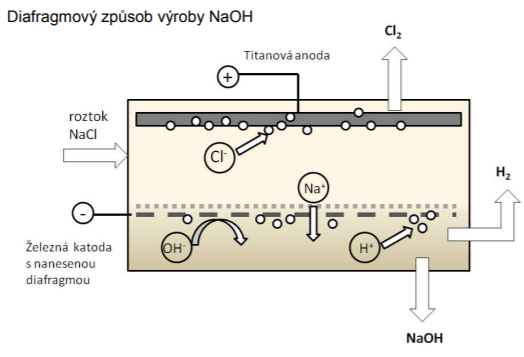 Diafragmový způsob výroby NaOH
Cl₂
Titanová anoda
+
roztok
NaCl
Cl⁻
Na⁺
H₂
-
OH⁻
H⁺
Železná katoda
s nanesenou
diafragmou
NaOH